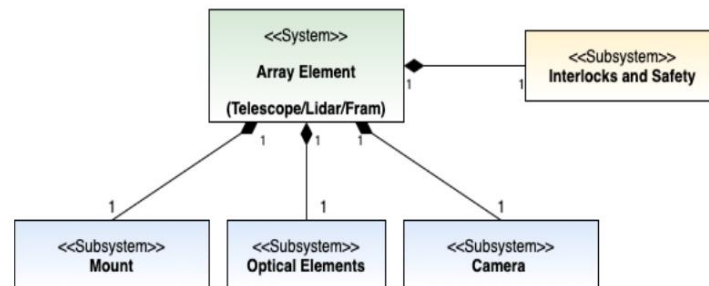 <<System>>
Array Element
(Telescope/Lidar/Fram)
1
<<Subsystem>>
Interlocks and Safety
1
1
1
1
1
1
1
<<Subsystem>>
Mount
<<Subsystem>>
Optical Elements
<<Subsystem>>
Camera